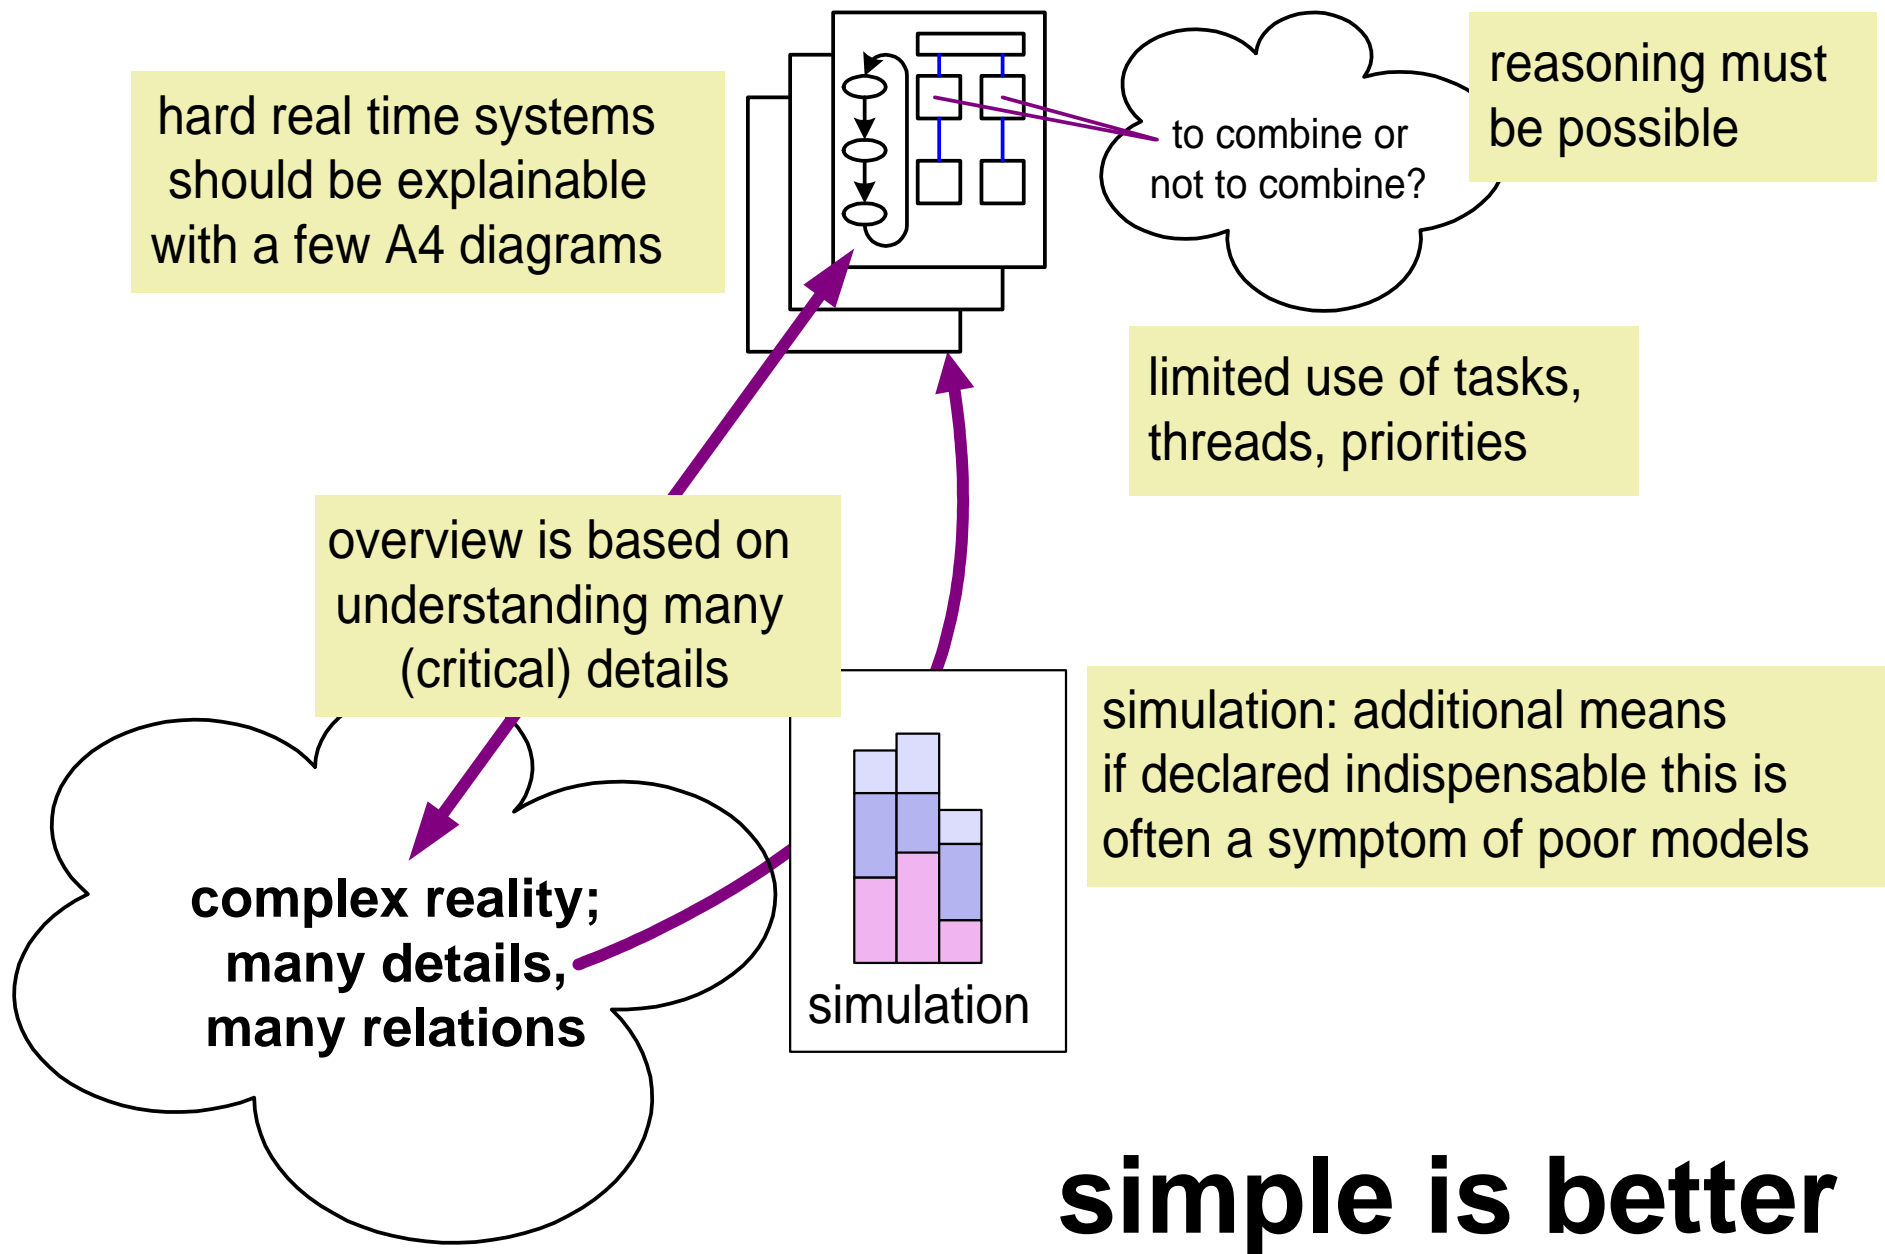 hard real time systems
should be explainable
with a few A4 diagrams
to combine or
not to combine?
reasoning must
be possible
limited use of tasks,
threads, priorities
overview is based on
understanding many
(critical) details
simulation: additional means
if declared indispensable this is
often a symptom of poor models
complex reality;
many details,
many relations
simulation
simple is better